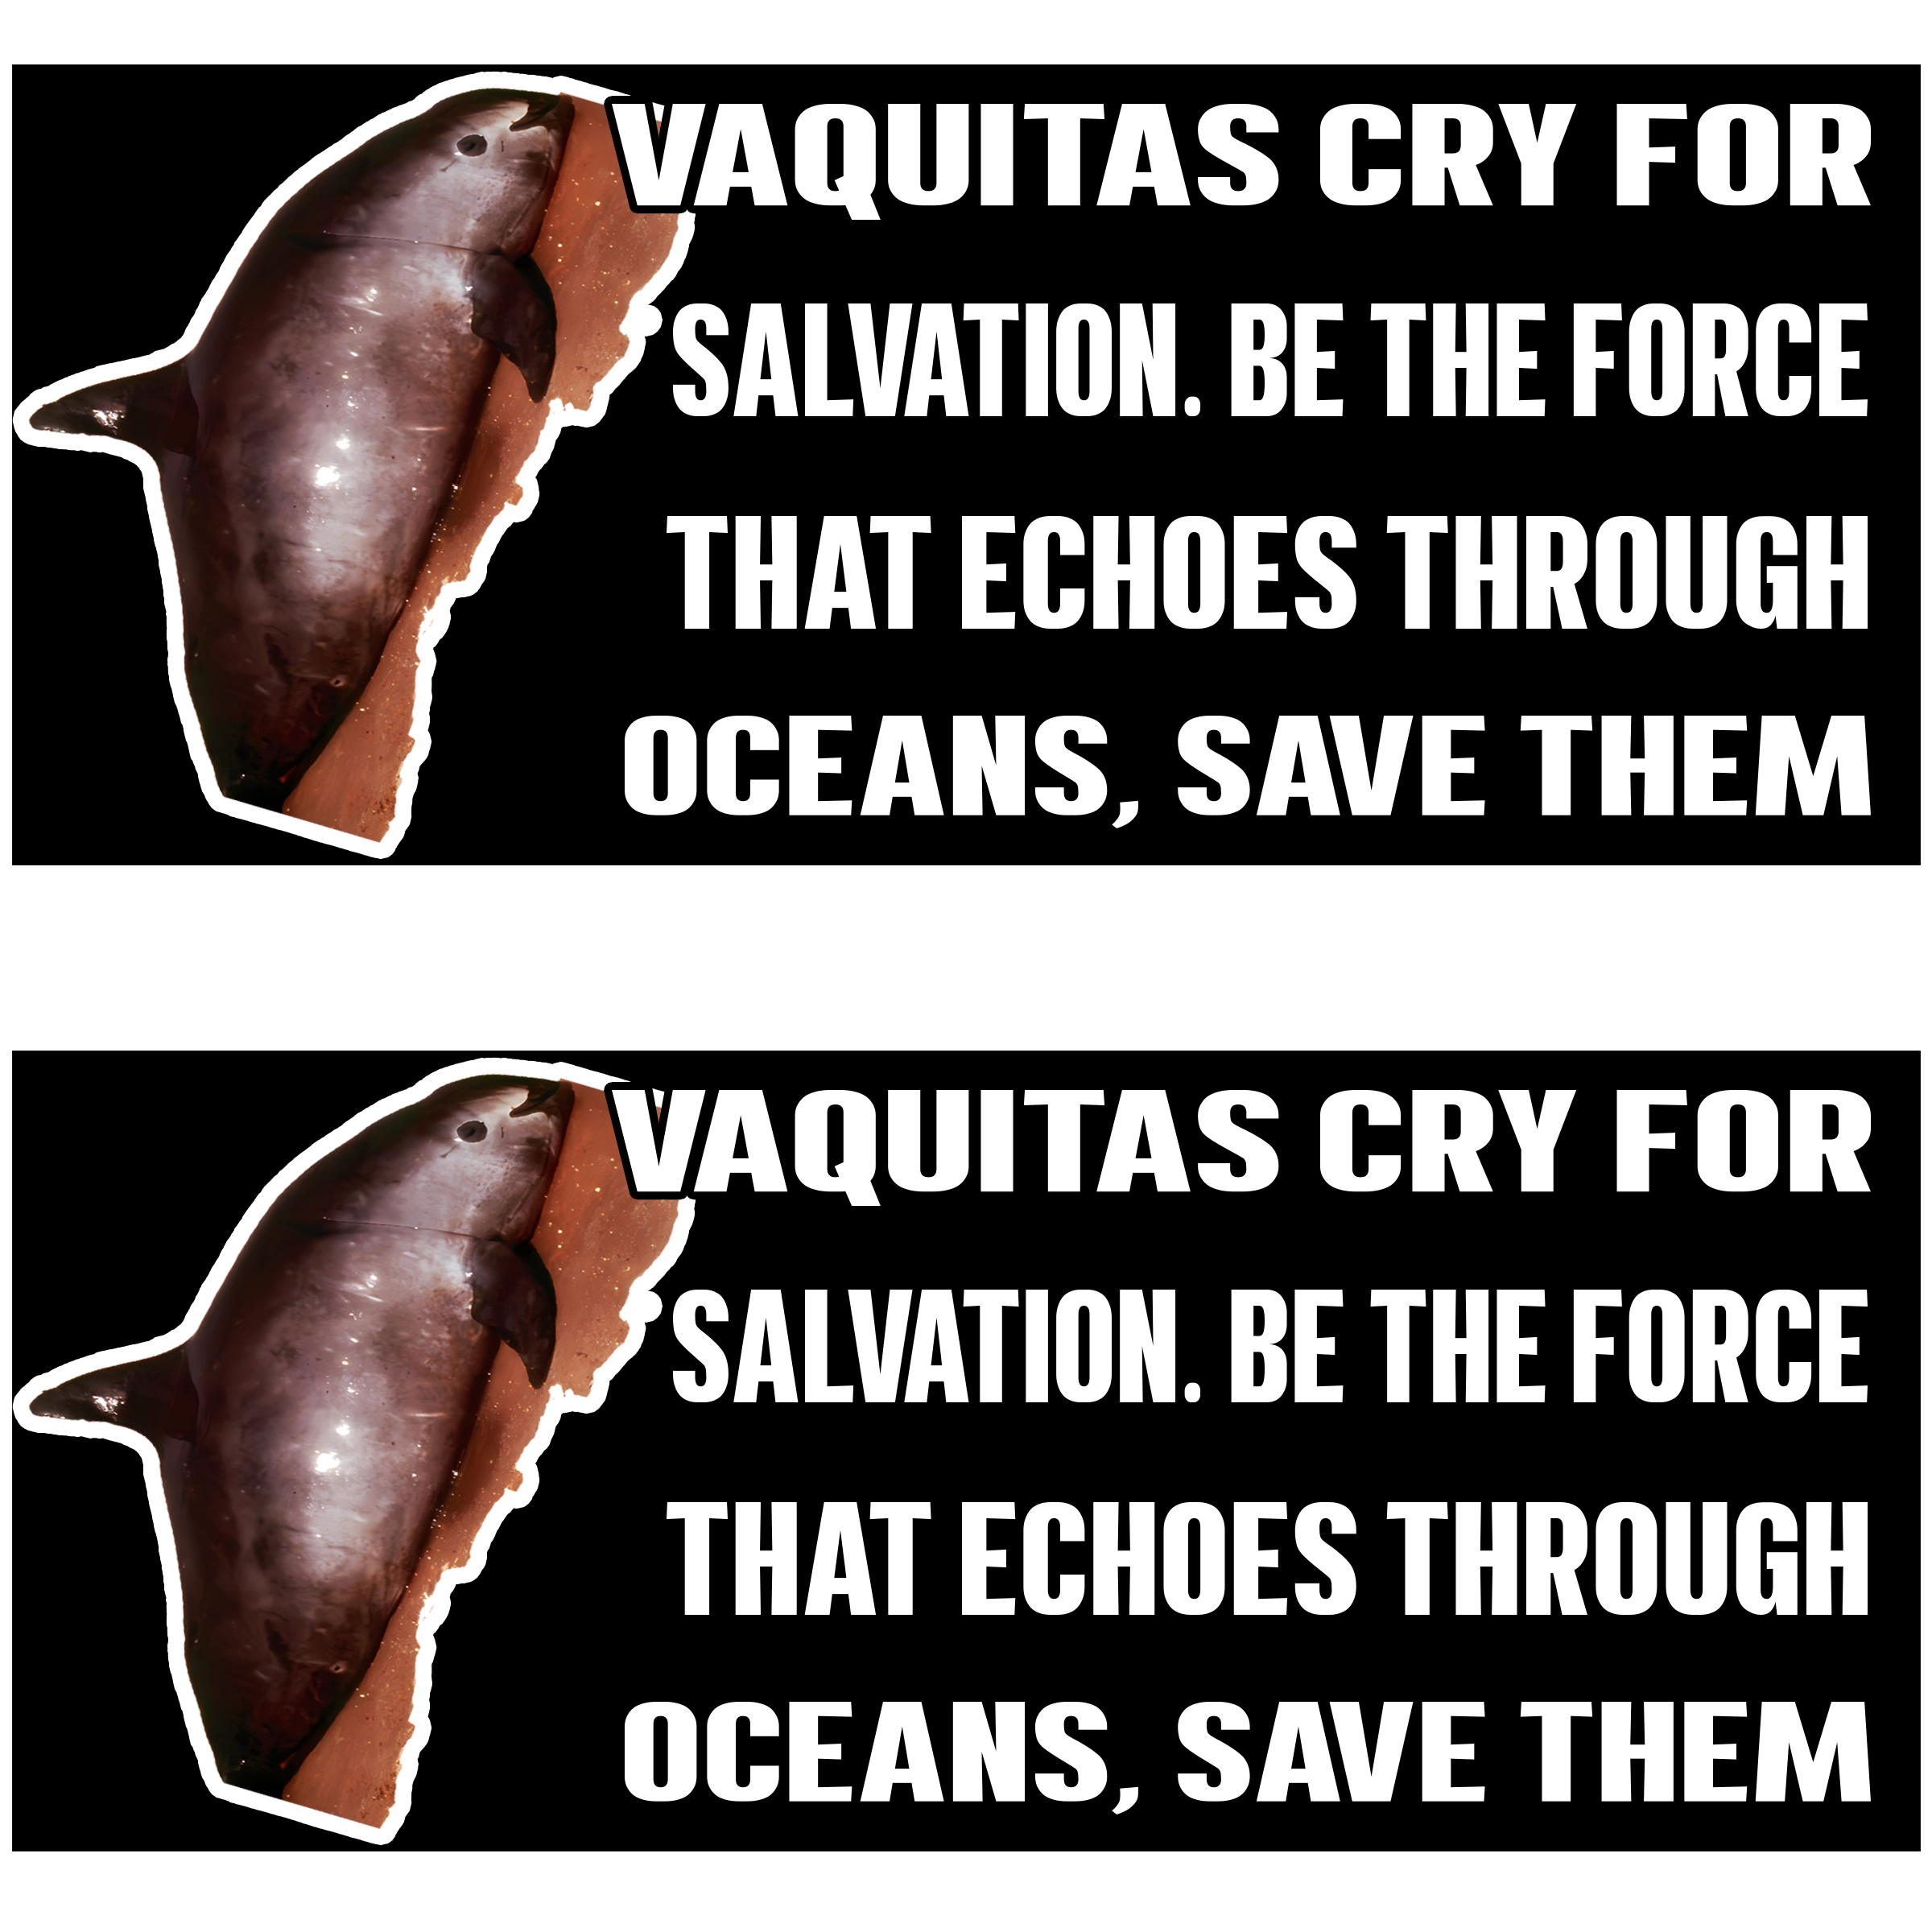 VAQUITAS CRY FOR
SALVATION. BE THE FORCE
THAT ECHOES THROUGH
OCEANS, SAVE THEM
VAQUITAS CRY FOR
SALVATION. BE THE FORCE
THAT ECHOES THROUGH
OCEANS, SAVE THEM